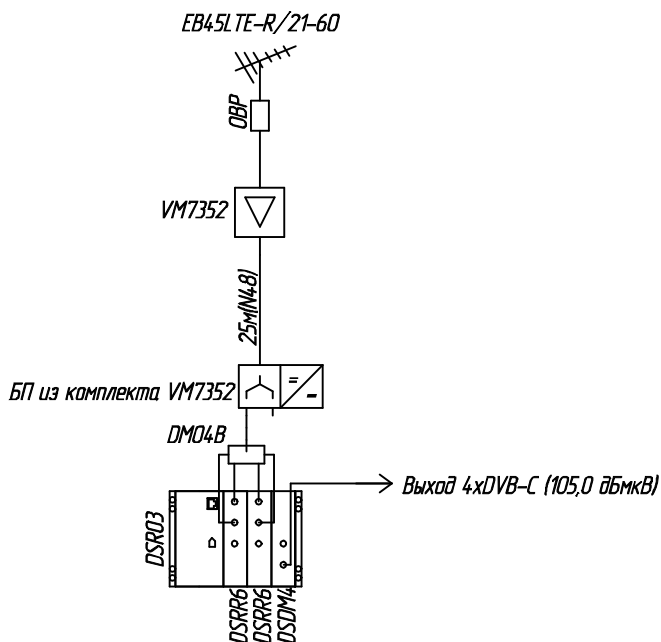 EB45LTE-R/21-60
ОВР
VM7352
25м(N48)
БП из комплекта VM7352
DM04B
Выход 4xDVB-C (105,0 дБмкВ)
DSR03
DSRR6
DSRR6
DSDM4